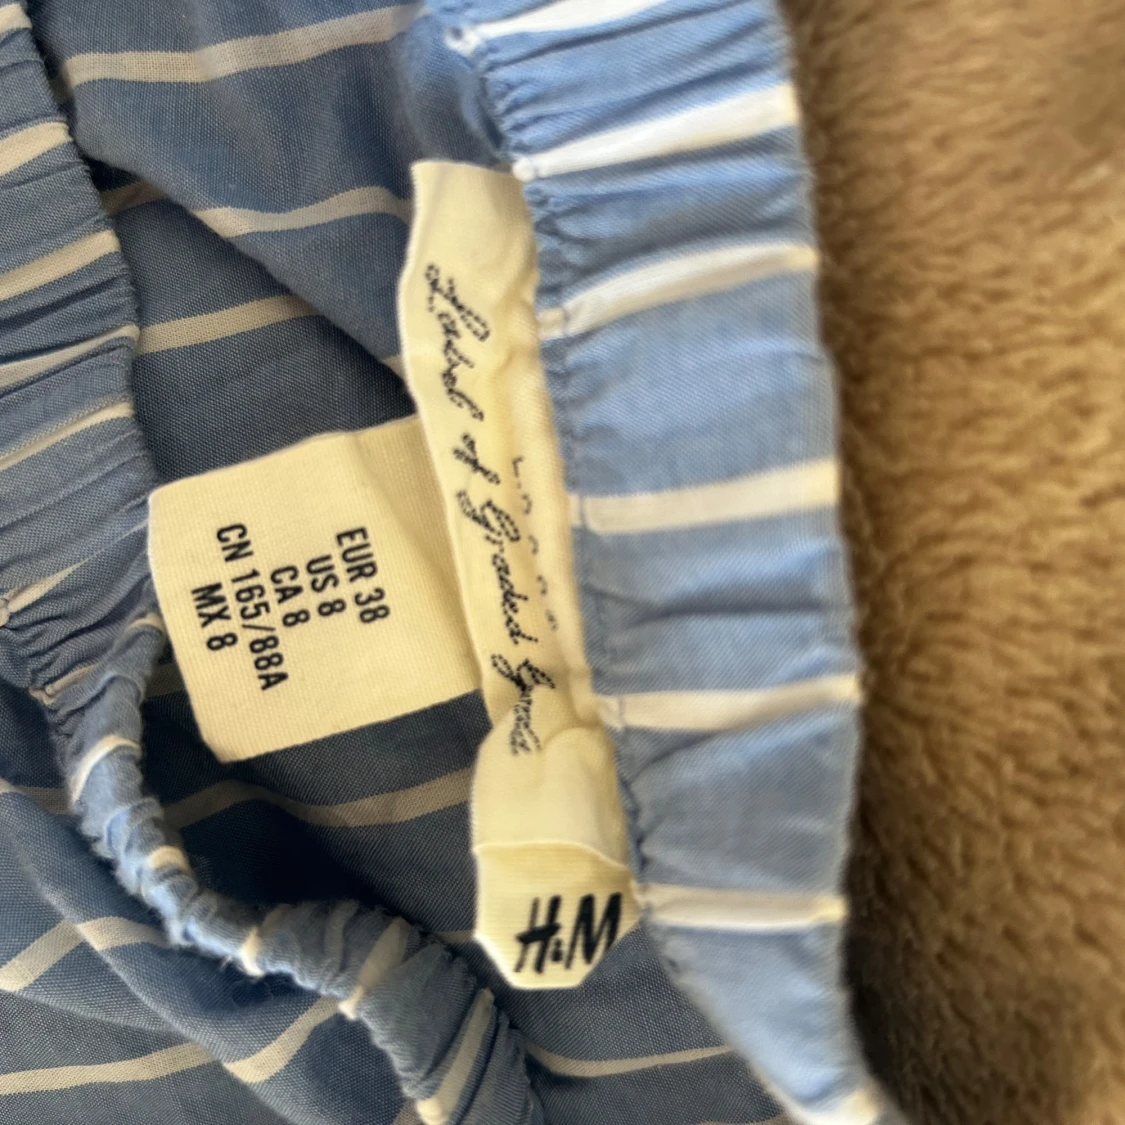 Label of Graded Goods
L.O.G.G.
EUR 38
US 8
CA 8
CN 165/88A
MX 8
H&M